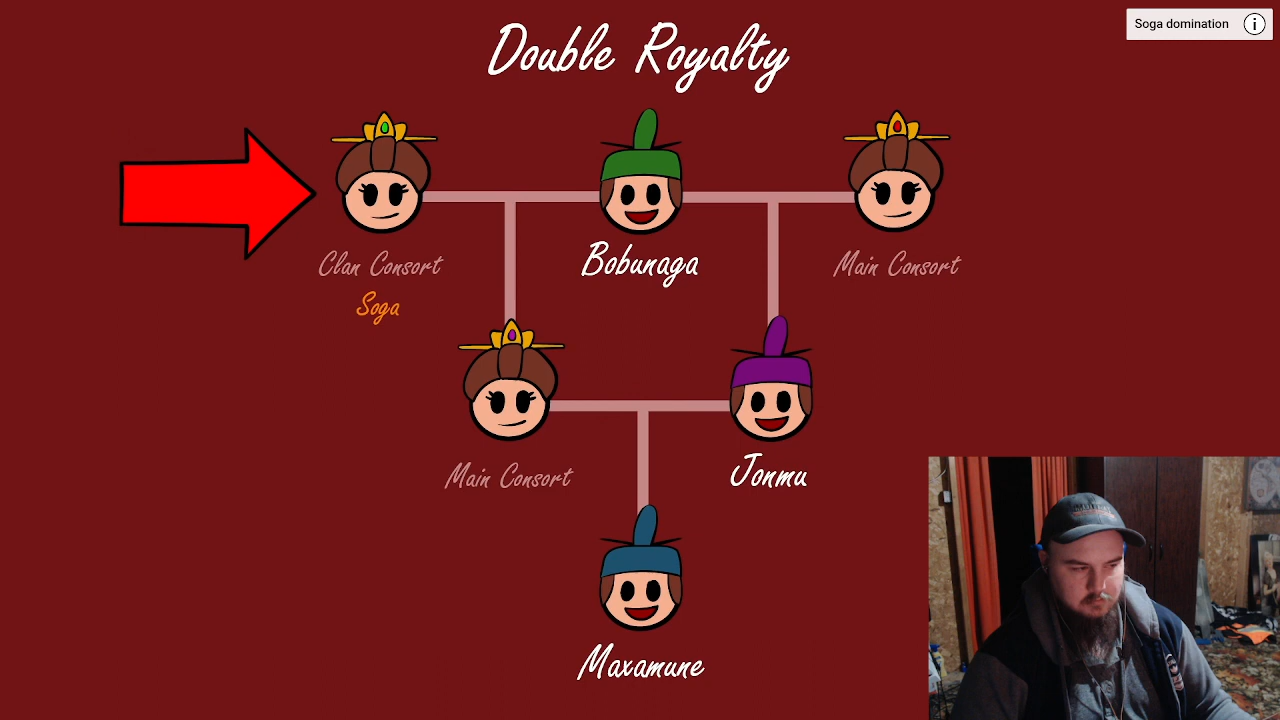 Double Royalty
Soga domination
Clan Consort
Soga
Bobunaga
Main Consort
Main Consort
Jonmu
Maxamune